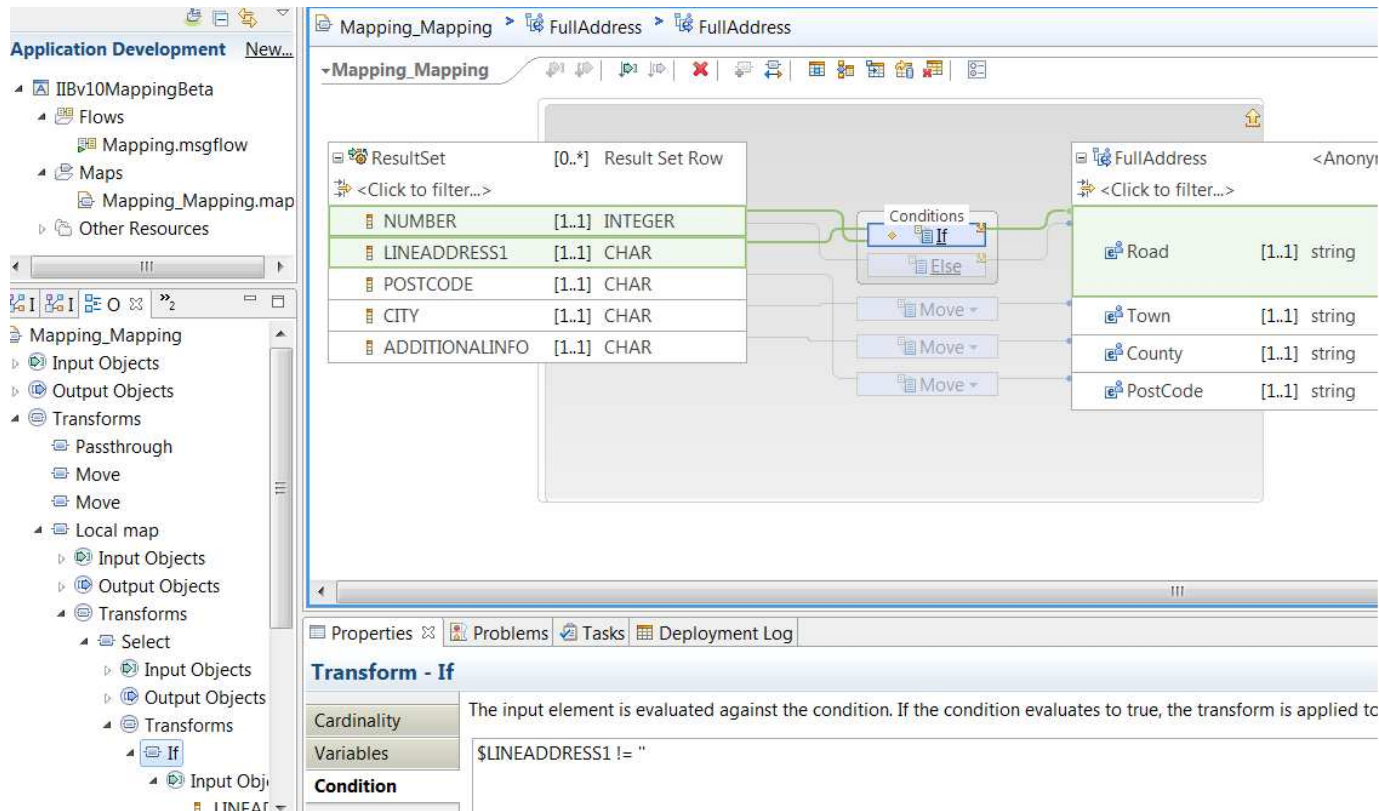 Application Development New...
IIBv10MappingBeta
Flows
Mapping.msgflow
Maps
Mapping_Mapping.map
Other Resources
I I O »2
Mapping_Mapping
Input Objects
Output Objects
Transforms
Passthrough
Move
Move
Local map
Input Objects
Output Objects
Transforms
Select
Input Objects
Output Objects
Transforms
If
Input Obj
LINEAD
Mapping_Mapping > FullAddress > FullAddress
Mapping_Mapping
ResultSet [0..*] Result Set Row
<Click to filter...>
NUMBER [1..1] INTEGER
LINEADDRESS1 [1..1] CHAR
POSTCODE [1..1] CHAR
CITY [1..1] CHAR
ADDITIONALINFO [1..1] CHAR
Conditions
If
Else
Move
Move
Move
FullAddress <Anonyr
<Click to filter...>
Road [1..1] string
Town [1..1] string
County [1..1] string
PostCode [1..1] string
Properties Problems Tasks Deployment Log
Transform - If
Cardinality
Variables
Condition
The input element is evaluated against the condition. If the condition evaluates to true, the transform is applied to
$LINEADDRESS1 != ''